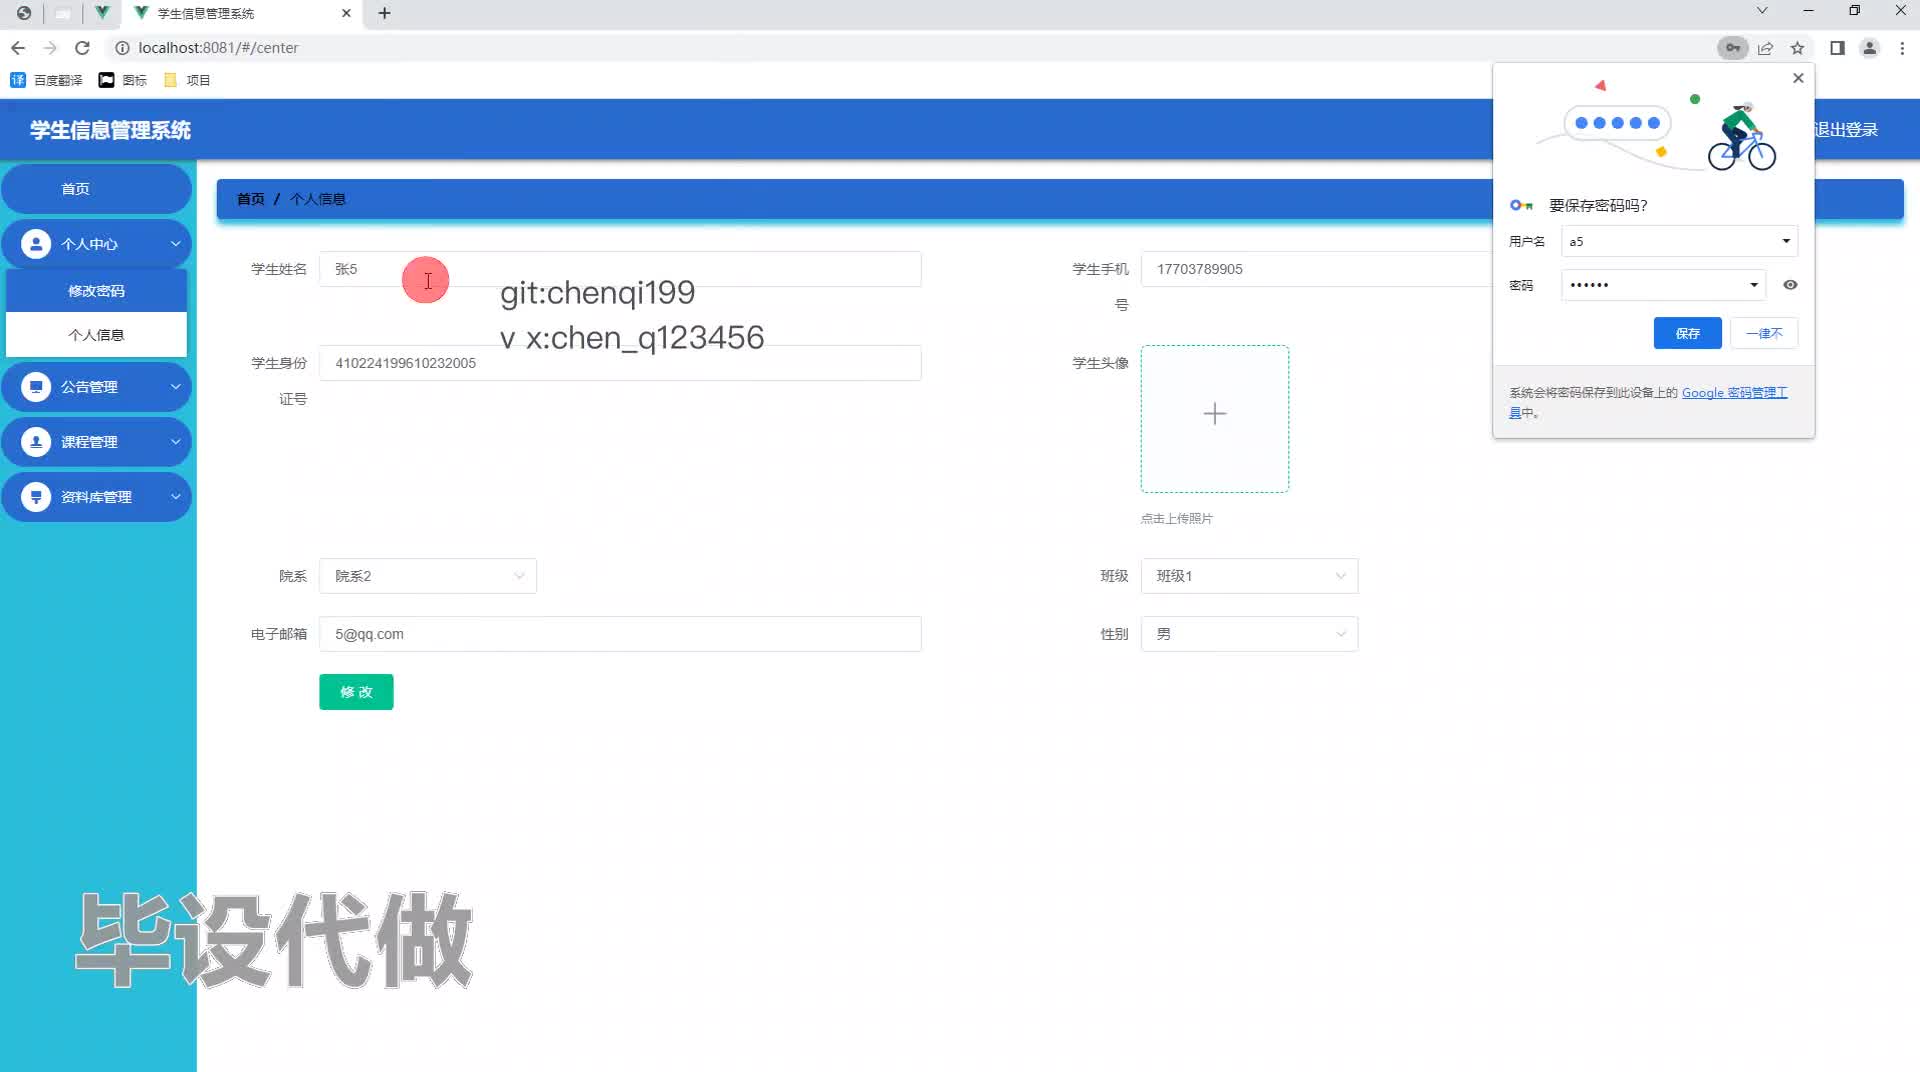 学生信息管理系统
localhost:8081/#/center
百度翻译
图标
项目
学生信息管理系统
退出登录
首页
个人中心
修改密码
个人信息
公告管理
课程管理
资料库管理
首页 / 个人信息
学生姓名
张5
学生手机号
17703789905
git:chenqi199
v x:chen_q123456
学生身份证号
410224199610232005
学生头像
点击上传照片
院系
院系2
班级
班级1
电子邮箱
5@qq.com
性别
男
修 改
要保存密码吗?
用户名
a5
密码
••••••
保存
一律不
系统会将密码保存到此设备上的 Google 密码管理工
具中。
毕设代做